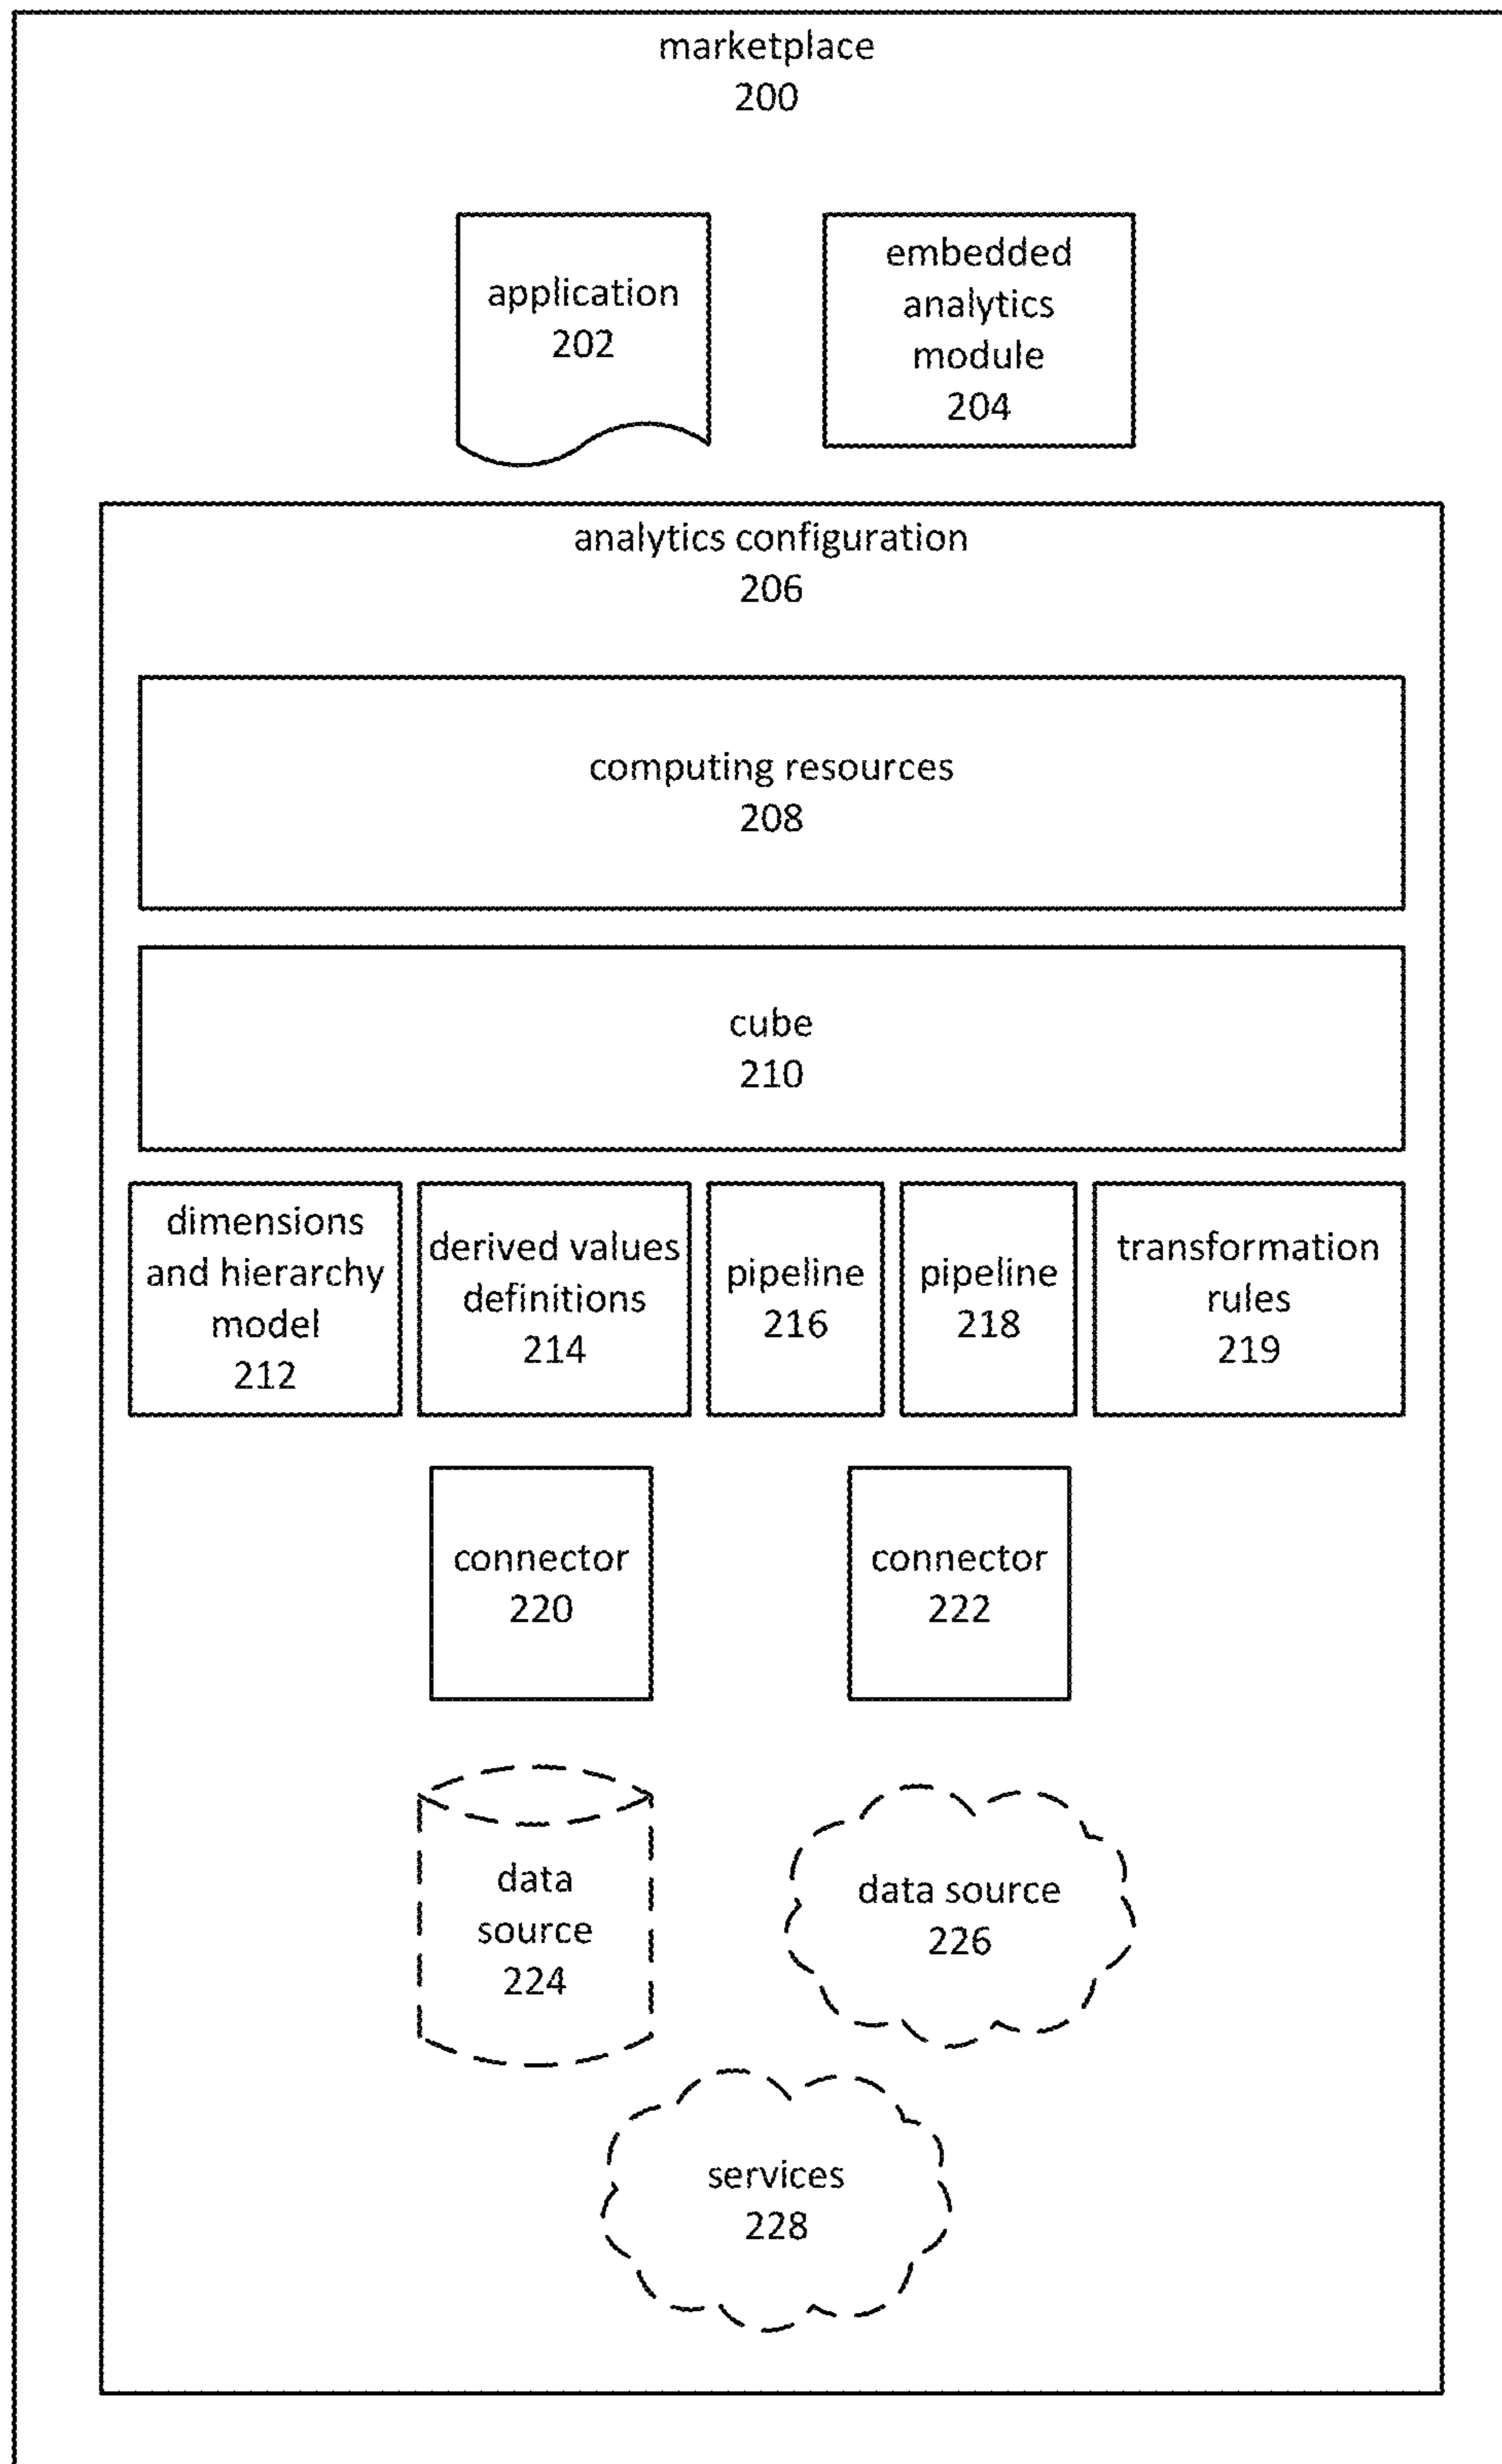 marketplace
200
application
202
embedded
analytics
module
204
analytics configuration
206
computing resources
208
cube
210
dimensions
and hierarchy
model
212
derived values
definitions
214
pipeline
216
pipeline
218
transformation
rules
219
connector
220
connector
222
data
source
224
data source
226
services
228